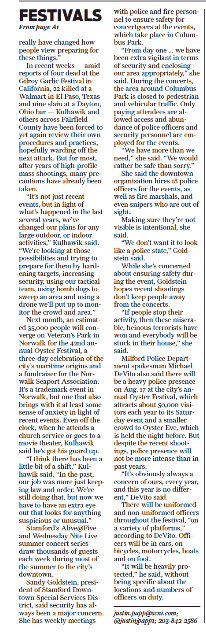 FESTIVALS
From page A1
really have changed how
people view preparing for
these things."
In recent weeks amid
reports of four dead at the
Gilroy Garlic Festival in
California, 22 killed at a
Walmart in El Paso, Texas
and nine slain at a Dayton,
Ohio bar — Kulhawik and
others across Fairfield
County have been forced to
yet again review their own
procedures and practices,
hopefully warding off the
next attack. But for most,
after years of high-profile
mass shootings, many pre-
cautions have already been
taken.
"It's not just recent
events, but in light of
what's happened in the last
several years, we've
changed our plans for any
large outdoor, or indoor
activities," Kulhawik said.
"We're looking at those
possibilities and trying to
prepare for them by hard-
ening targets, increasing
security, using our tactical
team, using bomb dogs to
sweep an area and using a
drone we'll put up to mon-
itor the crowd and area."
Next month, an estimat-
ed 35,000 people will con-
verge on Veteran's Park in
Norwalk for the 42nd an-
nual Oyster Festival, a
three-day celebration of the
city's maritime origins and
a fundraiser for the Nor-
walk Seaport Association.
It's a trademark event in
Norwalk, but one that also
brings with it at least some
sense of anxiety in light of
recent events. Even off the
clock, when he attends a
church service or goes to a
movie theater, Kulhawik
said he's got his guard up.
"I think there has been a
little bit of a shift," Kul-
hawik said. "In the past,
our job was more just keep-
ing law and order. We're
still doing that, but now we
have to have an extra eye
out that looks for anything
suspicious or unusual."
Stamford's Alive@Five
and Wednesday Nite Live
summer concert series
draw thousands of guests
each week during most of
the summer to the city's
downtown.
Sandy Goldstein, presi-
dent of Stamford Down-
town Special Services Dis-
trict, said security has al-
ways been a major concern.
She has weekly meetings
with police and fire person-
nel to ensure safety for
concertgoers at the events,
which take place in Colum-
bus Park.
"From day one ... we have
been extra vigilant in terms
of security and enclosing
our area appropriately," she
said. During the concerts,
the area around Columbus
Park is closed to pedestrian
and vehicular traffic. Only
paying attendees are al-
lowed access and abun-
dance of police officers and
security personnel are em-
ployed for the events.
"We have more than we
need," she said. "We would
rather be safe than sorry."
She said the downtown
organization hires 18 police
officers for the events, as
well as fire marshals, and
even snipers who are out of
sight.
Making sure they're not
visible is intentional, she
said.
"We don't want it to look
like a police state," Gold-
stein said.
While she's concerned
about ensuring safety dur-
ing the event, Goldstein
hopes recent shootings
don't keep people away
from the concerts.
"If people stop their
activity, then these misera-
ble, heinous terrorists have
won and everybody will be
stuck in their house," she
said.
Milford Police Depart-
ment spokesman Michael
DeVito also said there will
be a heavy police presence
on Aug. 17 at the city's an-
nual Oyster Festival, which
attracts about 50,000 visi-
tors each year to its Satur-
day event and a smaller
crowd to Oyster Eve, which
is held the night before. But
despite the recent shoot-
ings, police presence will
not be more intense than in
past years.
"It's obviously always a
concern of ours, every year,
and this year is no differ-
ent," DeVito said.
There will be uniformed
and non-uniformed officers
throughout the festival, "on
a variety of platforms,"
according to DeVito. Offi-
cers will be in cars, on
bicycles, motorcycles, boats
and on foot.
"It will be heavily pro-
tected," he said, without
being specific about the
locations and numbers of
officers on duty.
justin.papp@scni.com;
@justinjpapp1; 203-842-2586